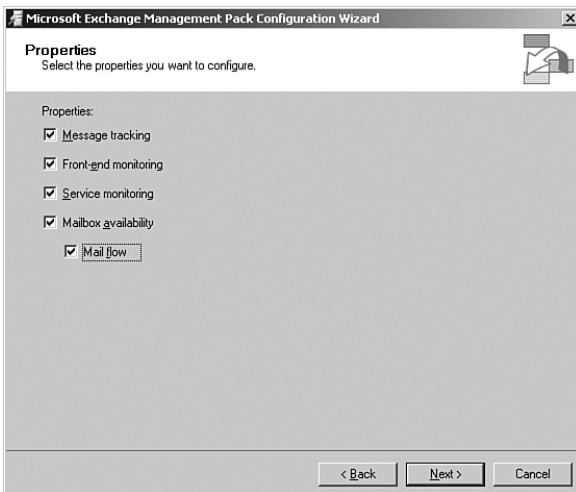 Microsoft Exchange Management Pack Configuration Wizard
Properties
Select the properties you want to configure.
Properties:
Message tracking
Front-end monitoring
Service monitoring
Mailbox availability
Mail flow
< Back
Next >
Cancel